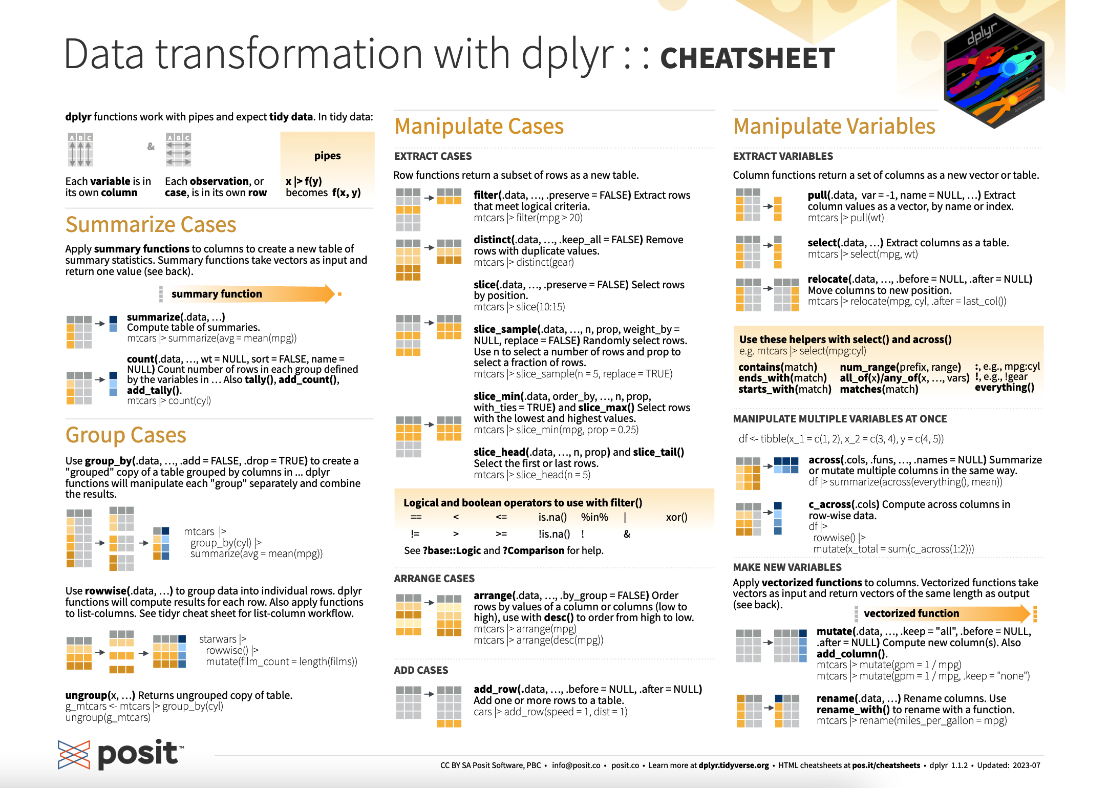 Data transformation with dplyr : : CHEATSHEET
dplyr
dplyr functions work with pipes and expect tidy data. In tidy data:
A B C
&
A B C
pipes
Each variable is in
its own column
Each observation, or
case, is in its own row
x |> f(y)
becomes f(x, y)
Summarize Cases
Apply summary functions to columns to create a new table of
summary statistics. Summary functions take vectors as input and
return one value (see back).
summary function
summarize(.data, …)
Compute table of summaries.
mtcars |> summarize(avg = mean(mpg))
count(.data, …, wt = NULL, sort = FALSE, name =
NULL) Count number of rows in each group defined
by the variables in … Also tally(), add_count(),
add_tally().
mtcars |> count(cyl)
Group Cases
Use group_by(.data, …, .add = FALSE, .drop = TRUE) to create a
"grouped" copy of a table grouped by columns in ... dplyr
functions will manipulate each "group" separately and combine
the results.
mtcars |>
group_by(cyl) |>
summarize(avg = mean(mpg))
Use rowwise(.data, …) to group data into individual rows. dplyr
functions will compute results for each row. Also apply functions
to list-columns. See tidyr cheat sheet for list-column workflow.
starwars |>
rowwise() |>
mutate(film_count = length(films))
ungroup(x, …) Returns ungrouped copy of table.
g_mtcars <- mtcars |> group_by(cyl)
ungroup(g_mtcars)
Manipulate Cases
EXTRACT CASES
Row functions return a subset of rows as a new table.
filter(.data, …, .preserve = FALSE) Extract rows
that meet logical criteria.
mtcars |> filter(mpg > 20)
distinct(.data, …, .keep_all = FALSE) Remove
rows with duplicate values.
mtcars |> distinct(gear)
slice(.data, …, .preserve = FALSE) Select rows
by position.
mtcars |> slice(10:15)
slice_sample(.data, …, n, prop, weight_by =
NULL, replace = FALSE) Randomly select rows.
Use n to select a number of rows and prop to
select a fraction of rows.
mtcars |> slice_sample(n = 5, replace = TRUE)
slice_min(.data, order_by, …, n, prop,
with_ties = TRUE) and slice_max() Select rows
with the lowest and highest values.
mtcars |> slice_min(mpg, prop = 0.25)
slice_head(.data, …, n, prop) and slice_tail()
Select the first or last rows.
mtcars |> slice_head(n = 5)
Logical and boolean operators to use with filter()
== < <= is.na() %in% | xor()
!= > >= !is.na() ! &
See ?base::Logic and ?Comparison for help.
ARRANGE CASES
arrange(.data, …, .by_group = FALSE) Order
rows by values of a column or columns (low to
high), use with desc() to order from high to low.
mtcars |> arrange(mpg)
mtcars |> arrange(desc(mpg))
ADD CASES
add_row(.data, …, .before = NULL, .after = NULL)
Add one or more rows to a table.
cars |> add_row(speed = 1, dist = 1)
Manipulate Variables
EXTRACT VARIABLES
Column functions return a set of columns as a new vector or table.
pull(.data, var = -1, name = NULL, …) Extract
column values as a vector, by name or index.
mtcars |> pull(wt)
select(.data, …) Extract columns as a table.
mtcars |> select(mpg, wt)
relocate(.data, …, .before = NULL, .after = NULL)
Move columns to new position.
mtcars |> relocate(mpg, cyl, .after = last_col())
Use these helpers with select() and across()
e.g. mtcars |> select(mpg:cyl)
contains(match) num_range(prefix, range) :, e.g., mpg:cyl
ends_with(match) all_of(x)/any_of(x, …, vars) !, e.g., !gear
starts_with(match) matches(match) everything()
MANIPULATE MULTIPLE VARIABLES AT ONCE
df <- tibble(x_1 = c(1, 2), x_2 = c(3, 4), y = c(4, 5))
across(.cols, .funs, …, .names = NULL) Summarize
or mutate multiple columns in the same way.
df |> summarize(across(everything(), mean))
c_across(.cols) Compute across columns in
row-wise data.
df |>
rowwise() |>
mutate(x_total = sum(c_across(1:2)))
MAKE NEW VARIABLES
Apply vectorized functions to columns. Vectorized functions take
vectors as input and return vectors of the same length as output
(see back).
vectorized function
mutate(.data, …, .keep = "all", .before = NULL,
.after = NULL) Compute new column(s). Also
add_column().
mtcars |> mutate(gpm = 1 / mpg)
mtcars |> mutate(gpm = 1 / mpg, .keep = "none")
rename(.data, …) Rename columns. Use
rename_with() to rename with a function.
mtcars |> rename(miles_per_gallon = mpg)
posit™
CC BY SA Posit Software, PBC • info@posit.co • posit.co • Learn more at dplyr.tidyverse.org • HTML cheatsheets at pos.it/cheatsheets • dplyr 1.1.2 • Updated: 2023-07